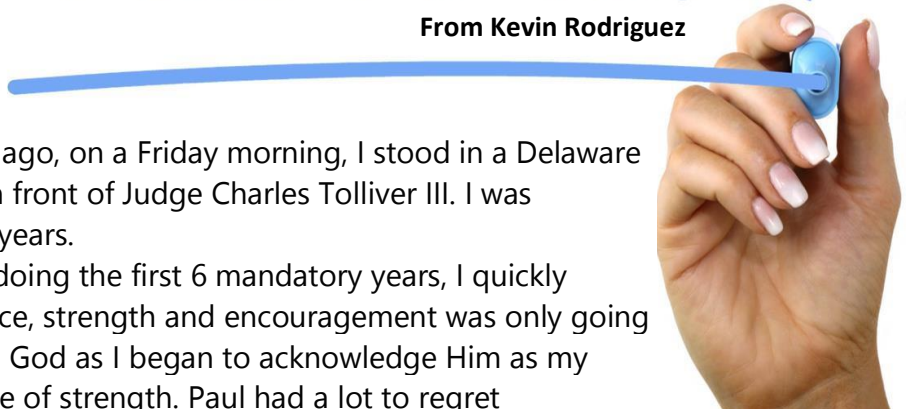 From Kevin Rodriguez
ago, on a Friday morning, I stood in a Delaware
front of Judge Charles Tolliver III. I was
years.
doing the first 6 mandatory years, I quickly
strength and encouragement was only going
God as I began to acknowledge Him as my
of strength. Paul had a lot to regret